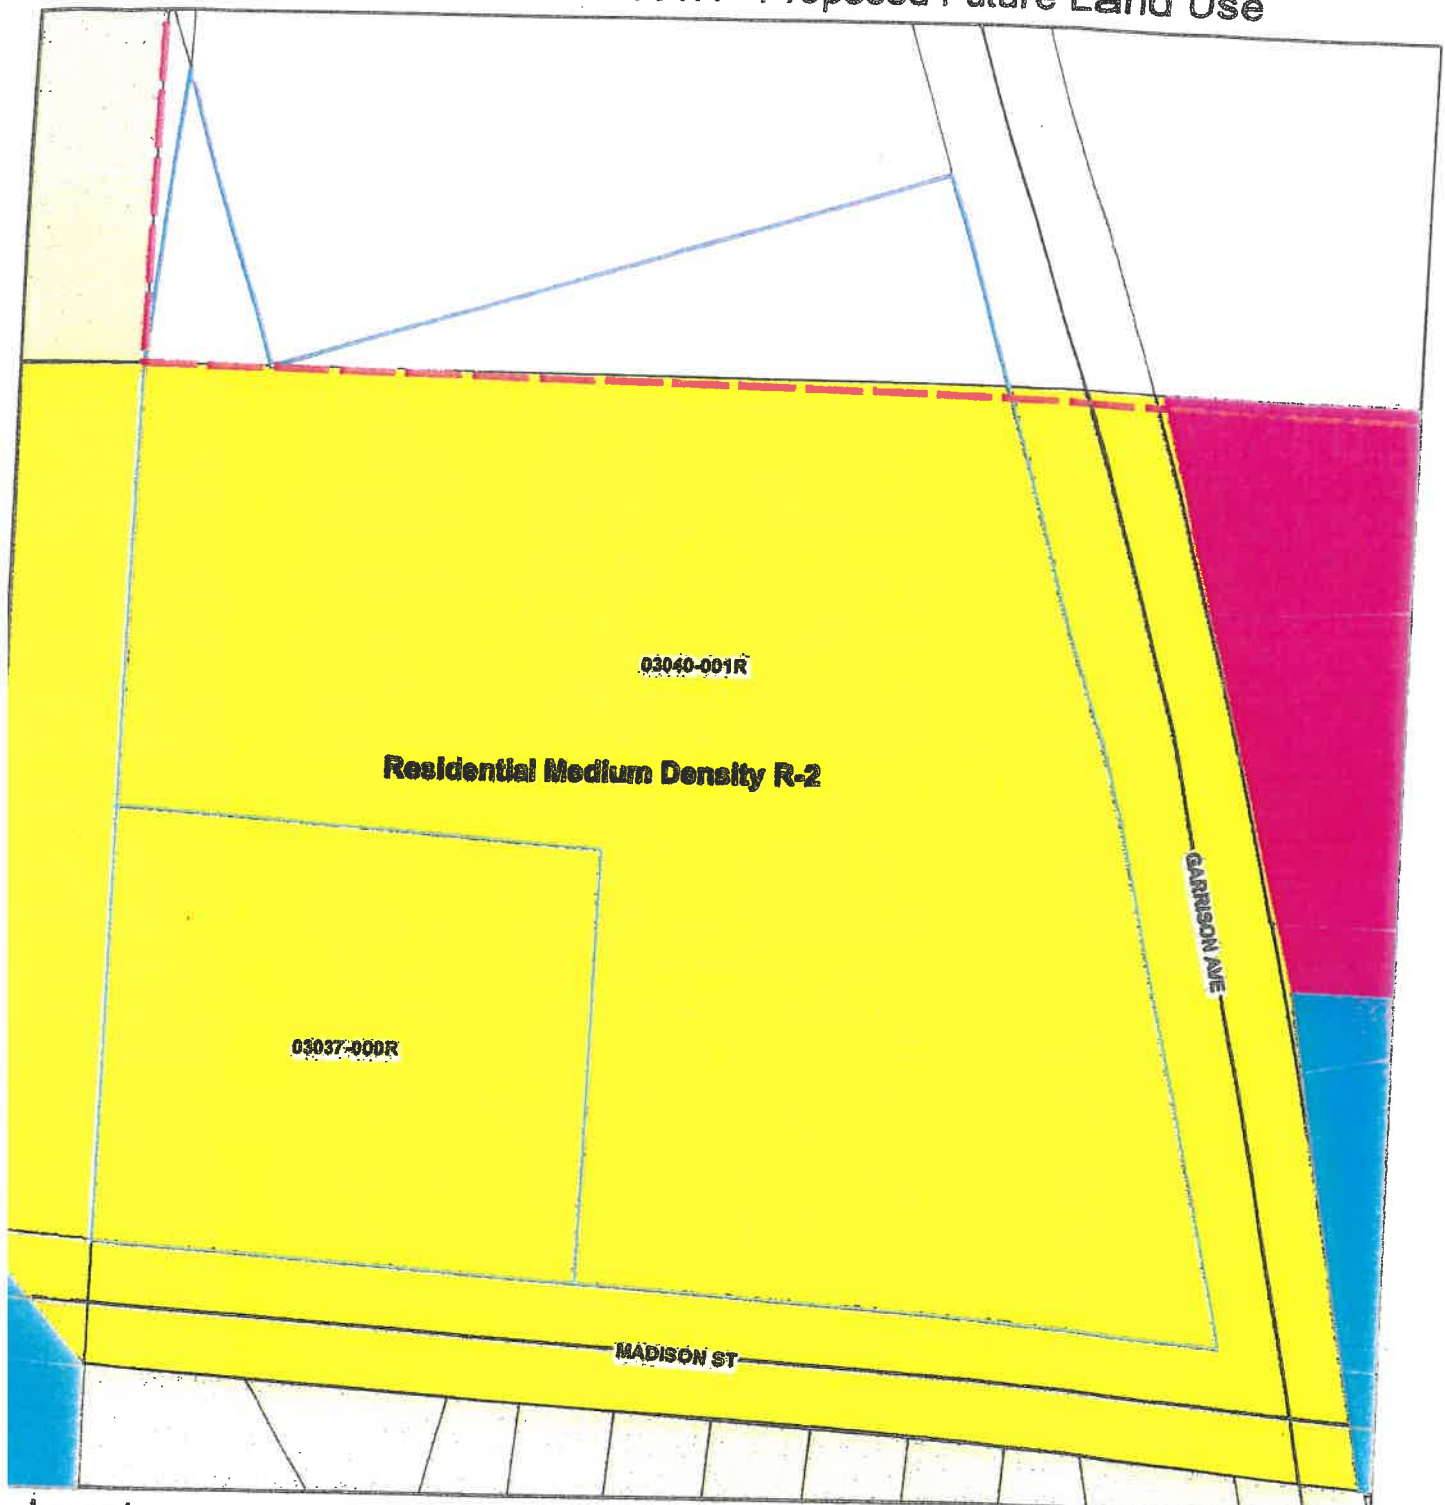 Proposed Future Land Use
03040-001R
Residential Medium Density R-2
GARRISON AVE
03037-000R
MADISON ST